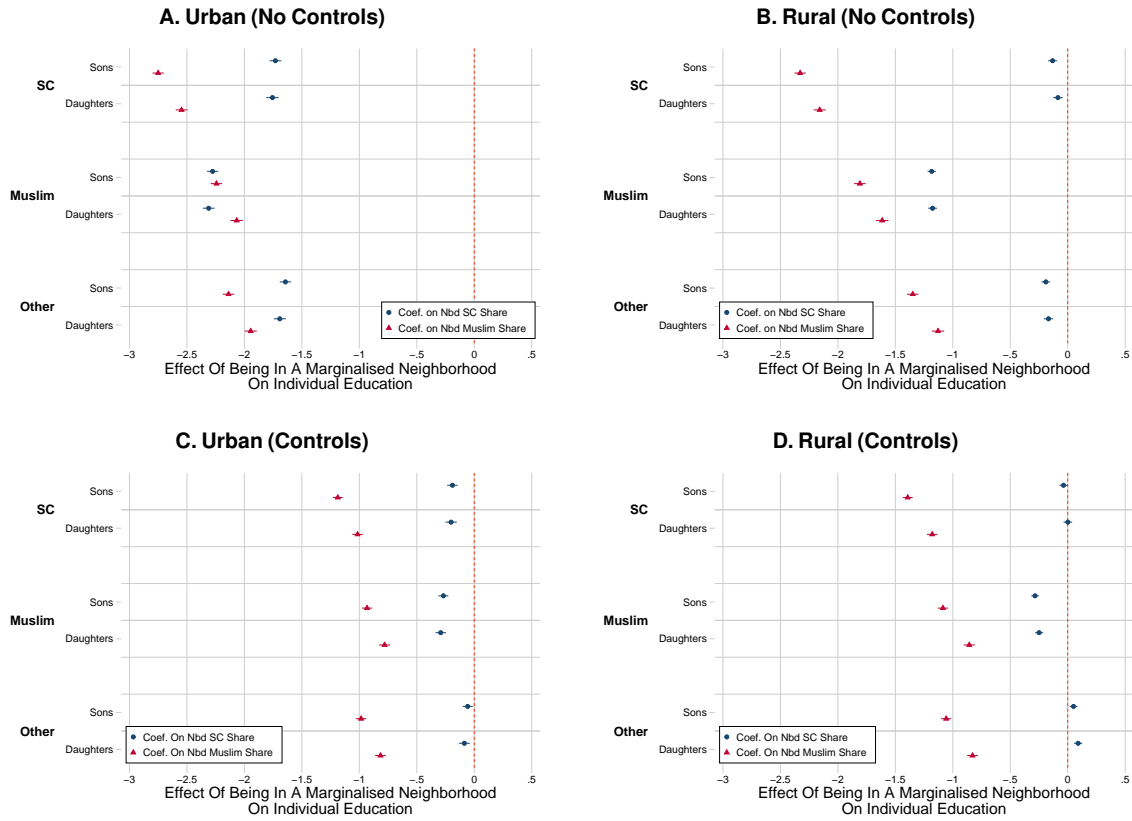 A. Urban (No Controls)
SC
Sons
Daughters
Muslim
Sons
Daughters
Other
Sons
Daughters
Coef. on Nbd SC Share
Coef. on Nbd Muslim Share
−3 −2.5 −2 −1.5 −1 −.5 0 .5
Effect Of Being In A Marginalised Neighborhood
On Individual Education
B. Rural (No Controls)
SC
Sons
Daughters
Muslim
Sons
Daughters
Other
Sons
Daughters
Coef. on Nbd SC Share
Coef. on Nbd Muslim Share
−3 −2.5 −2 −1.5 −1 −.5 0 .5
Effect Of Being In A Marginalised Neighborhood
On Individual Education
C. Urban (Controls)
SC
Sons
Daughters
Muslim
Sons
Daughters
Other
Sons
Daughters
Coef. On Nbd SC Share
Coef. On Nbd Muslim Share
−3 −2.5 −2 −1.5 −1 −.5 0 .5
Effect Of Being In A Marginalised Neighborhood
On Individual Education
D. Rural (Controls)
SC
Sons
Daughters
Muslim
Sons
Daughters
Other
Sons
Daughters
Coef. On Nbd SC Share
Coef. On Nbd Muslim Share
−3 −2.5 −2 −1.5 −1 −.5 0 .5
Effect Of Being In A Marginalised Neighborhood
On Individual Education